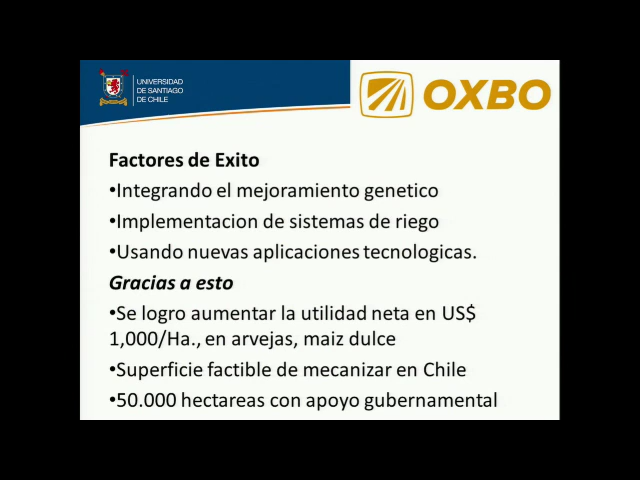 UNIVERSIDAD
DE SANTIAGO
DE CHILE
OXBO
Factores de Exito
•Integrando el mejoramiento genetico
•Implementacion de sistemas de riego
•Usando nuevas aplicaciones tecnologicas.
Gracias a esto
•Se logro aumentar la utilidad neta en US$
1,000/Ha., en arvejas, maiz dulce
•Superficie factible de mecanizar en Chile
•50.000 hectareas con apoyo gubernamental